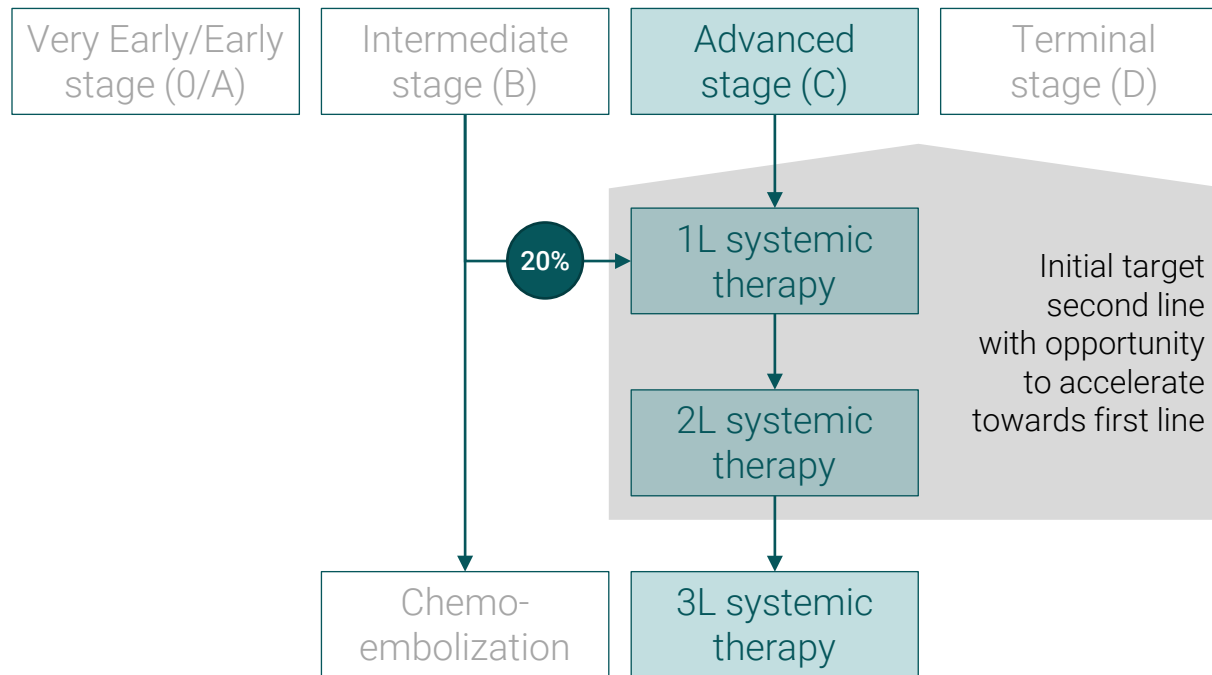 Very Early/Early
stage (0/A)
Intermediate
stage (B)
Advanced
stage (C)
Terminal
stage (D)
20%
1L systemic
therapy
Initial target
second line
with opportunity
to accelerate
towards first line
2L systemic
therapy
Chemo-
embolization
3L systemic
therapy